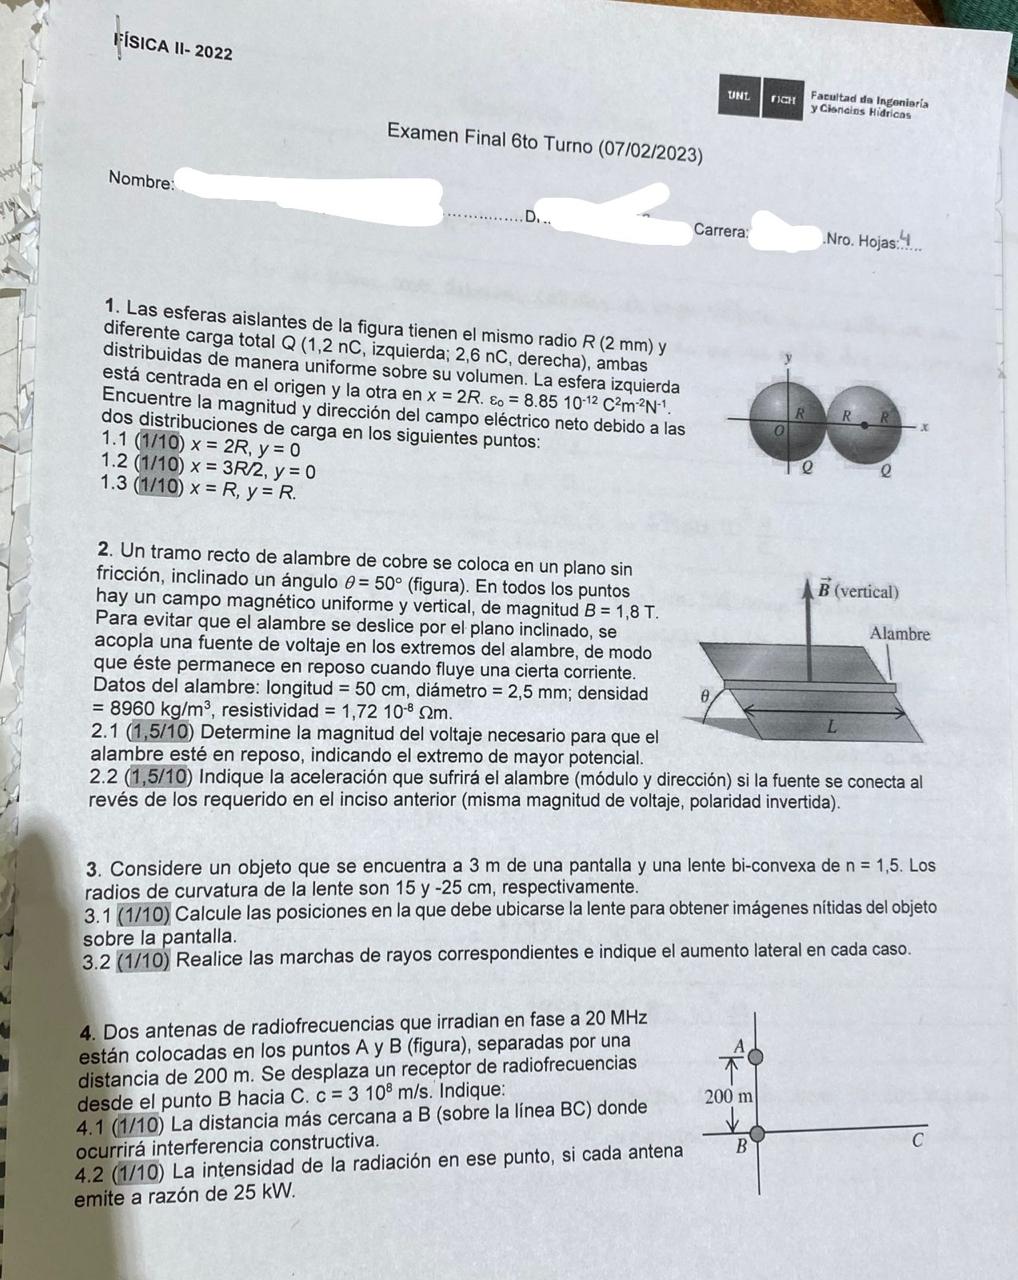 FÍSICA II- 2022
UNL FICH Facultad de Ingeniería
y Ciencias Hídricas
Examen Final 6to Turno (07/02/2023)
Nombre:
...............D...
Carrera:
.Nro. Hojas:4....
1. Las esferas aislantes de la figura tienen el mismo radio R (2 mm) y
diferente carga total Q (1,2 nC, izquierda; 2,6 nC, derecha), ambas
distribuidas de manera uniforme sobre su volumen. La esfera izquierda
está centrada en el origen y la otra en x = 2R. ε₀ = 8.85 10⁻¹² C²m⁻²N⁻¹.
Encuentre la magnitud y dirección del campo eléctrico neto debido a las
dos distribuciones de carga en los siguientes puntos:
1.1 (1/10) x = 2R, y = 0
1.2 (1/10) x = 3R/2, y = 0
1.3 (1/10) x = R, y = R.
y
R R R
O x
Q Q
2. Un tramo recto de alambre de cobre se coloca en un plano sin
fricción, inclinado un ángulo θ = 50° (figura). En todos los puntos
hay un campo magnético uniforme y vertical, de magnitud B = 1,8 T.
Para evitar que el alambre se deslice por el plano inclinado, se
acopla una fuente de voltaje en los extremos del alambre, de modo
que éste permanece en reposo cuando fluye una cierta corriente.
Datos del alambre: longitud = 50 cm, diámetro = 2,5 mm; densidad
= 8960 kg/m³, resistividad = 1,72 10⁻⁸ Ωm.
2.1 (1,5/10) Determine la magnitud del voltaje necesario para que el
alambre esté en reposo, indicando el extremo de mayor potencial.
2.2 (1,5/10) Indique la aceleración que sufrirá el alambre (módulo y dirección) si la fuente se conecta al
revés de los requerido en el inciso anterior (misma magnitud de voltaje, polaridad invertida).
B⃗ (vertical)
Alambre
θ
L
3. Considere un objeto que se encuentra a 3 m de una pantalla y una lente bi-convexa de n = 1,5. Los
radios de curvatura de la lente son 15 y -25 cm, respectivamente.
3.1 (1/10) Calcule las posiciones en la que debe ubicarse la lente para obtener imágenes nítidas del objeto
sobre la pantalla.
3.2 (1/10) Realice las marchas de rayos correspondientes e indique el aumento lateral en cada caso.
4. Dos antenas de radiofrecuencias que irradian en fase a 20 MHz
están colocadas en los puntos A y B (figura), separadas por una
distancia de 200 m. Se desplaza un receptor de radiofrecuencias
desde el punto B hacia C. c = 3 10⁸ m/s. Indique:
4.1 (1/10) La distancia más cercana a B (sobre la línea BC) donde
ocurrirá interferencia constructiva.
4.2 (1/10) La intensidad de la radiación en ese punto, si cada antena
emite a razón de 25 kW.
A
200 m
B
C